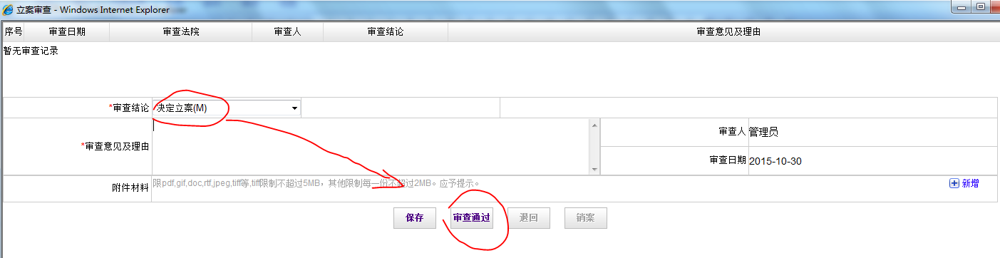 立案审查 - Windows Internet Explorer
序号 审查日期 审查法院 审查人 审查结论 审查意见及理由
暂无审查记录
*审查结论 决定立案(M)
*审查意见及理由
审查人 管理员
审查日期 2015-10-30
附件材料 限pdf,gif,doc,rtf,jpeg,tiff等,tiff限制不超过5MB，其他限制每一份不超过2MB。应予提示。 新增
保存 审查通过 退回 销案